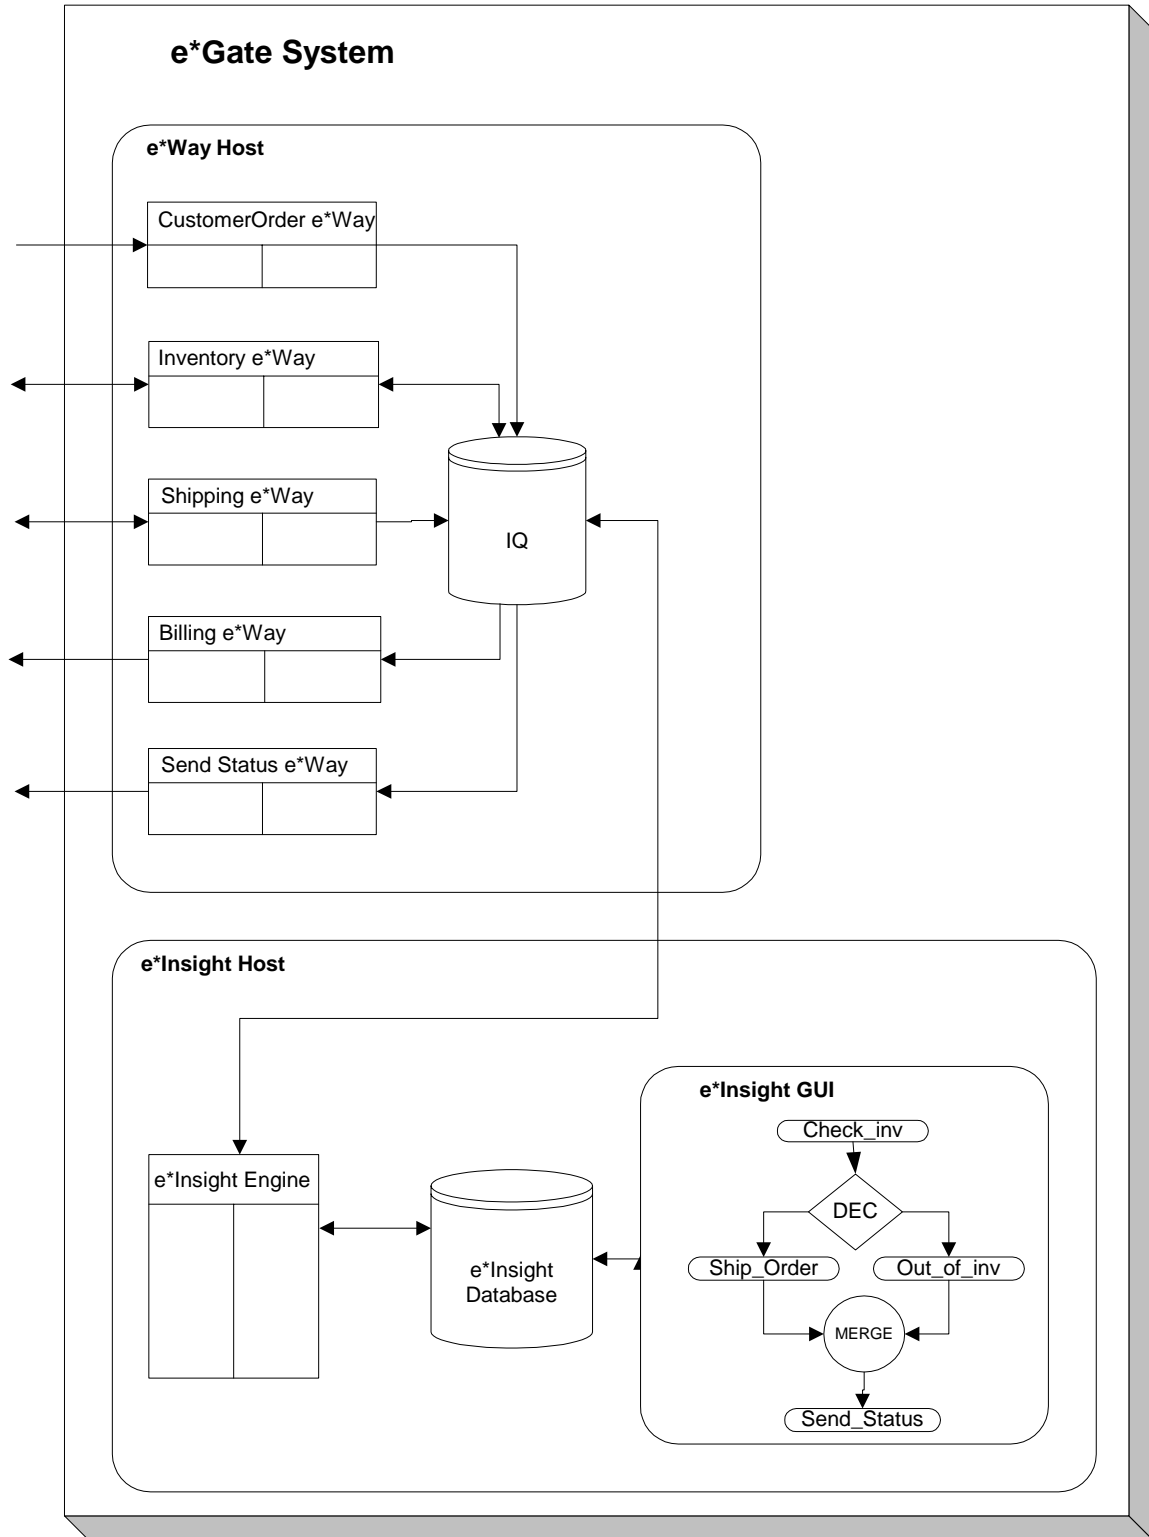 e*Gate System
e*Way Host
CustomerOrder e*Way
Inventory e*Way
Shipping e*Way
IQ
Billing e*Way
Send Status e*Way
e*Insight Host
e*Insight GUI
Check_inv
e*Insight Engine
DEC
e*Insight
Database
Ship_Order
Out_of_inv
MERGE
Send_Status